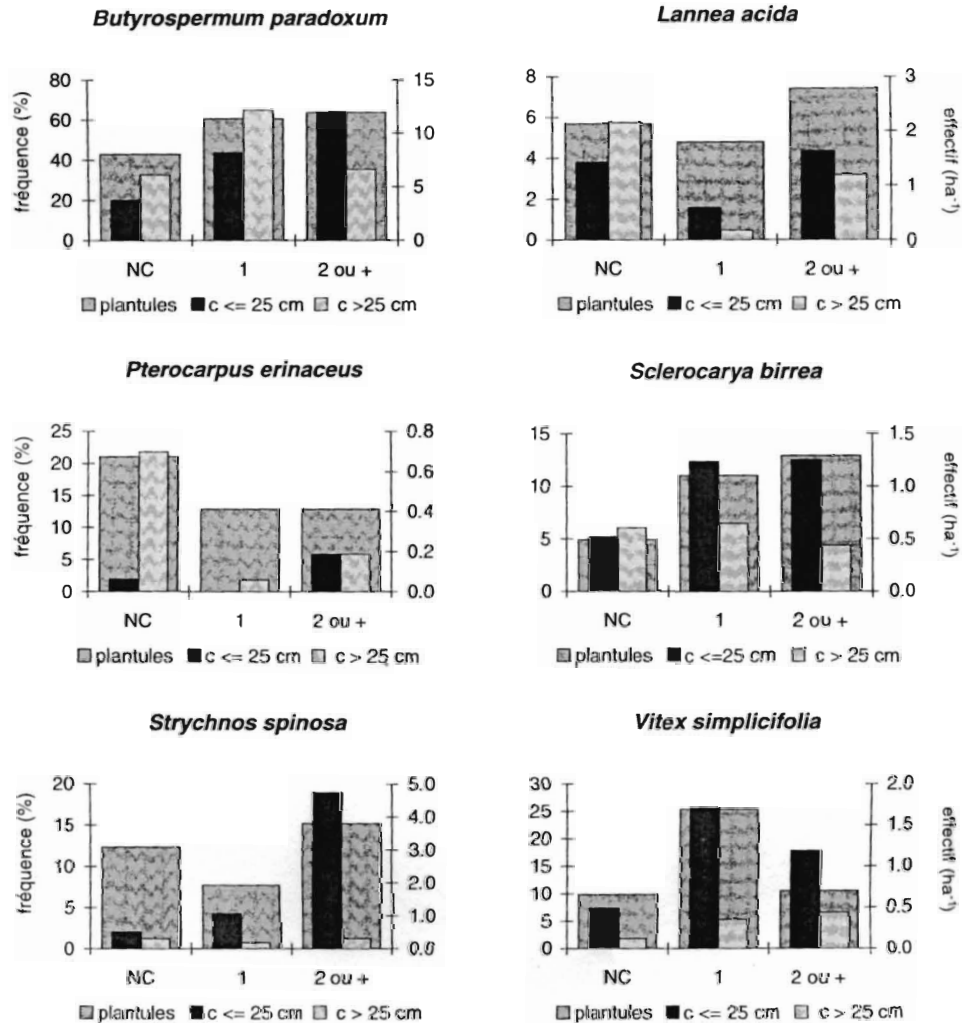 Butyrospermum paradoxum
fréquence (%)
80
60
40
20
0
15
10
5
0
NC 1 2 ou +
plantules c <= 25 cm c >25 cm
Lannea acida
8
6
4
2
0
3
2
1
0
effectif (ha⁻¹)
NC 1 2 ou +
plantules c <= 25 cm c > 25 cm
Pterocarpus erinaceus
fréquence (%)
25
20
15
10
5
0
0.8
0.6
0.4
0.2
0.0
NC 1 2 ou +
plantules c <= 25 cm c > 25 cm
Sclerocarya birrea
15
10
5
0
1.5
1.0
0.5
0.0
effectif (ha⁻¹)
NC 1 2 ou +
plantules c <=25 cm c > 25 cm
Strychnos spinosa
fréquence (%)
20
15
10
5
0
5.0
4.0
3.0
2.0
1.0
0.0
NC 1 2 ou +
plantules c <= 25 cm c > 25 cm
Vitex simplicifolia
30
25
20
15
10
5
0
2.0
1.5
1.0
0.5
0.0
effectif (ha⁻¹)
NC 1 2 ou +
plantules c <= 25 cm c > 25 cm